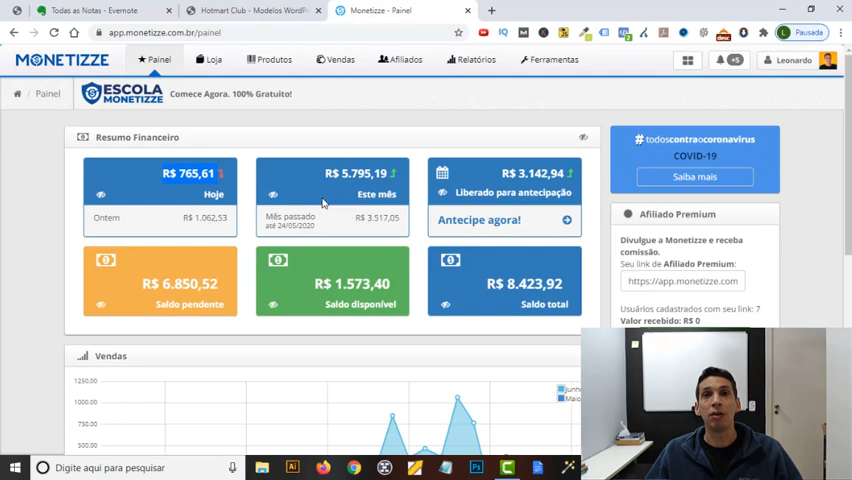 Todas as Notas - Evernote
Hotmart Club - Modelos WordP
Monetizze - Painel
app.monetizze.com.br/painel
Pausada
MONETIZZE
Painel
Loja
Produtos
Vendas
Afiliados
Relatórios
Ferramentas
+5
Leonardo
Painel
ESCOLA
MONETIZZE
Comece Agora. 100% Gratuito!
Resumo Financeiro
R$ 765,61
Hoje
Ontem R$ 1.062,53
R$ 5.795,19
Este mês
Mês passado
até 24/05/2020
R$ 3.517,05
R$ 3.142,94
Liberado para antecipação
Antecipe agora!
R$ 6.850,52
Saldo pendente
R$ 1.573,40
Saldo disponível
R$ 8.423,92
Saldo total
#todoscontraocoronavirus
COVID-19
Saiba mais
Afiliado Premium
Divulgue a Monetizze e receba
comissão.
Seu link de Afiliado Premium:
https://app.monetizze.com
Usuários cadastrados com seu link: 7
Valor recebido: R$ 0
Vendas
1250.00
1000.00
750.00
500.00
Digite aqui para pesquisar